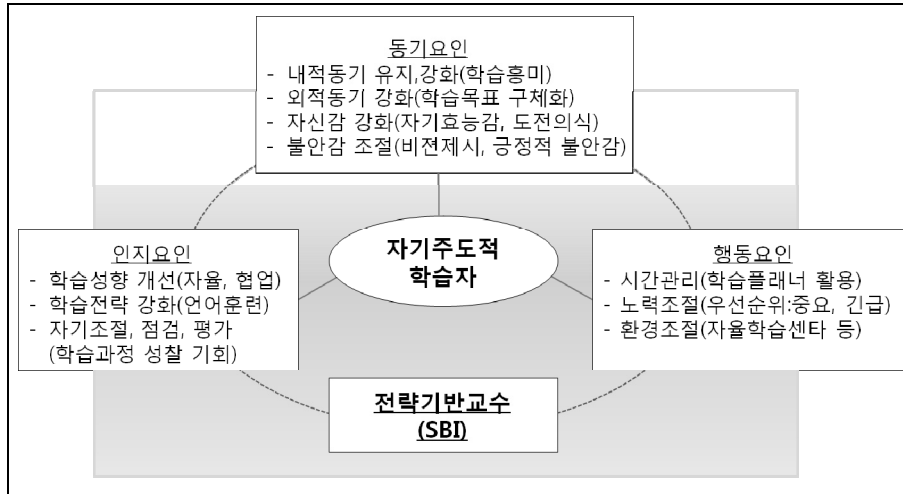 동기요인
- 내적동기 유지,강화(학습흥미)
- 외적동기 강화(학습목표 구체화)
- 자신감 강화(자기효능감, 도전의식)
- 불안감 조절(비젼제시, 긍정적 불안감)
자기주도적
학습자
인지요인
- 학습성향 개선(자율, 협업)
- 학습전략 강화(언어훈련)
- 자기조절, 점검, 평가
(학습과정 성찰 기회)
행동요인
- 시간관리(학습플래너 활용)
- 노력조절(우선순위:중요, 긴급)
- 환경조절(자율학습센타 등)
전략기반교수
(SBI)